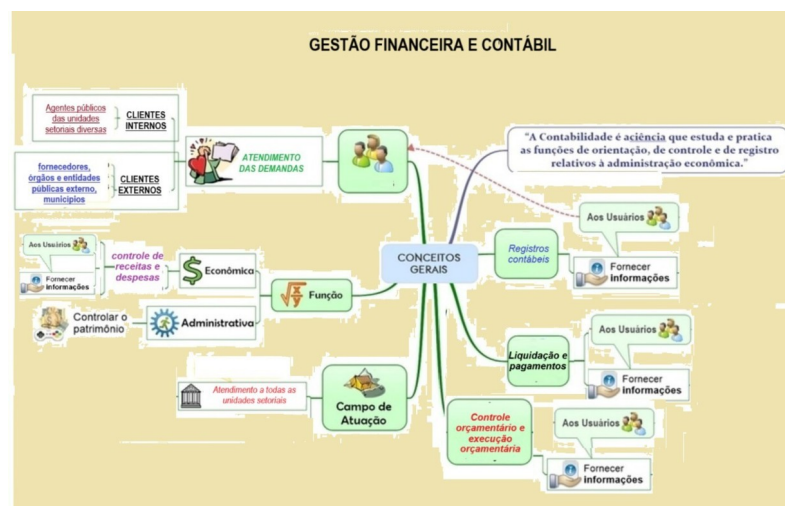 GESTÃO FINANCEIRA E CONTÁBIL
Agentes públicos
das unidades
setoriais diversas
CLIENTES
INTERNOS
fornecedores,
órgãos e entidades
públicas externo,
municípios
CLIENTES
EXTERNOS
ATENDIMENTO
DAS DEMANDAS
"A Contabilidade é aciência que estuda e pratica
as funções de orientação, de controle e de registro
relativos à administração econômica."
CONCEITOS
GERAIS
Registros
contábeis
Aos Usuários
Fornecer
informações
Aos Usuários
Fornecer
informações
controle de
receitas e
despesas
Econômica
Função
Controlar o
patrimônio
Administrativa
Liquidação e
pagamentos
Aos Usuários
Fornecer
informações
Atendimento a todas as
unidades setoriais
Campo de
Atuação
Controle
orçamentário e
execução
orçamentária
Aos Usuários
Fornecer
informações